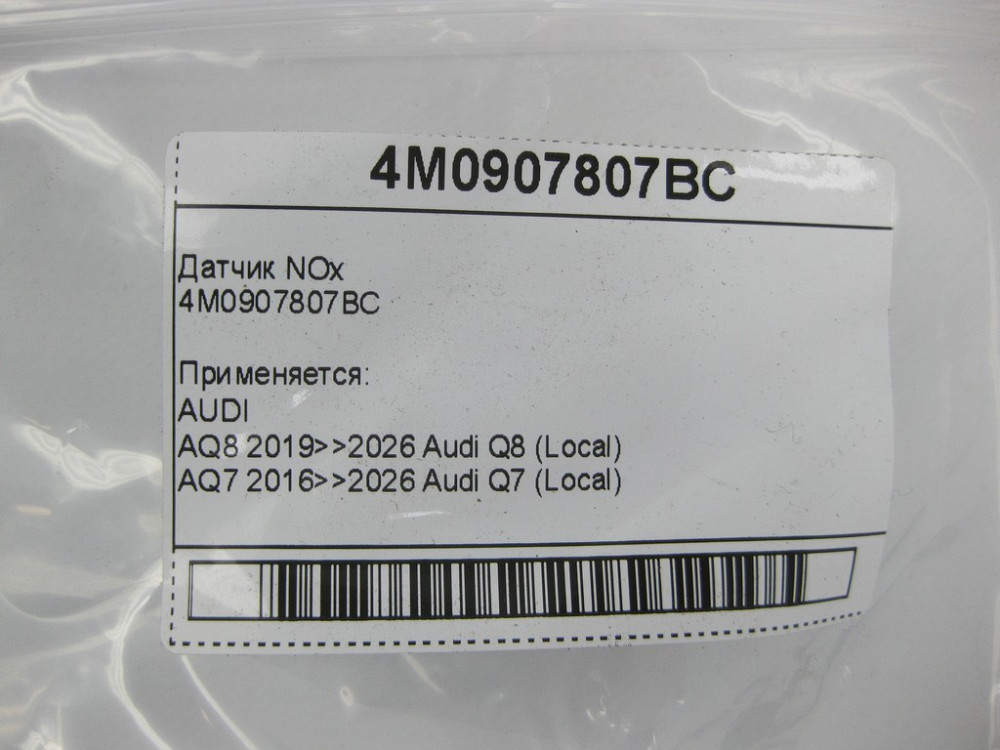 4M0907807BC
Датчик NOx
4M0907807BC
Применяется:
AUDI
AQ8 2019>>2026 Audi Q8 (Local)
AQ7 2016>>2026 Audi Q7 (Local)